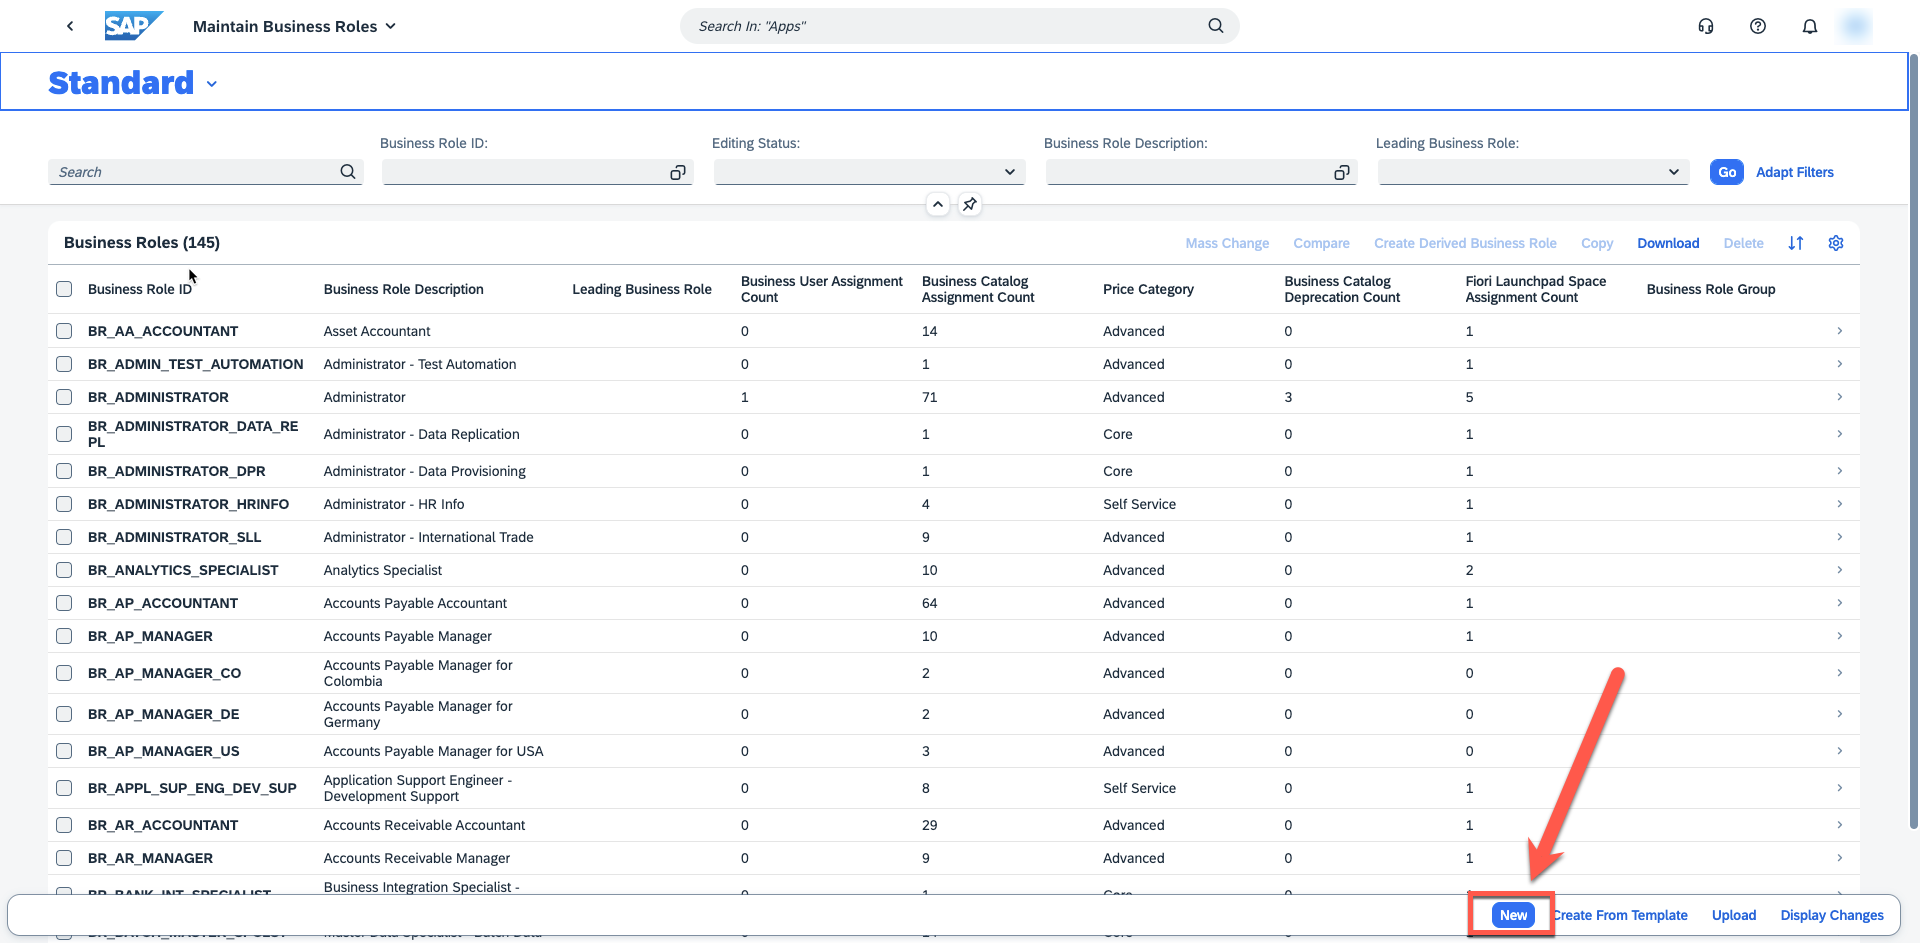 SAP
Maintain Business Roles
Search In: "Apps"
Standard
Business Role ID:
Editing Status:
Business Role Description:
Leading Business Role:
Search
Go
Adapt Filters
Business Roles (145)
Mass Change
Compare
Create Derived Business Role
Copy
Download
Delete
Business Role ID
Business Role Description
Leading Business Role
Business User Assignment
Count
Business Catalog
Assignment Count
Price Category
Business Catalog
Deprecation Count
Fiori Launchpad Space
Assignment Count
Business Role Group
BR_AA_ACCOUNTANT Asset Accountant 0 14 Advanced 0 1
BR_ADMIN_TEST_AUTOMATION Administrator - Test Automation 0 1 Advanced 0 1
BR_ADMINISTRATOR Administrator 1 71 Advanced 3 5
BR_ADMINISTRATOR_DATA_RE
PL
Administrator - Data Replication 0 1 Core 0 1
BR_ADMINISTRATOR_DPR Administrator - Data Provisioning 0 1 Core 0 1
BR_ADMINISTRATOR_HRINFO Administrator - HR Info 0 4 Self Service 0 1
BR_ADMINISTRATOR_SLL Administrator - International Trade 0 9 Advanced 0 1
BR_ANALYTICS_SPECIALIST Analytics Specialist 0 10 Advanced 0 2
BR_AP_ACCOUNTANT Accounts Payable Accountant 0 64 Advanced 0 1
BR_AP_MANAGER Accounts Payable Manager 0 10 Advanced 0 1
BR_AP_MANAGER_CO
Accounts Payable Manager for
Colombia
0 2 Advanced 0 0
BR_AP_MANAGER_DE
Accounts Payable Manager for
Germany
0 2 Advanced 0 0
BR_AP_MANAGER_US Accounts Payable Manager for USA 0 3 Advanced 0 0
BR_APPL_SUP_ENG_DEV_SUP
Application Support Engineer -
Development Support
0 8 Self Service 0 1
BR_AR_ACCOUNTANT Accounts Receivable Accountant 0 29 Advanced 0 1
BR_AR_MANAGER Accounts Receivable Manager 0 9 Advanced 0 1
BR_BANK_INT_SPECIALIST
Business Integration Specialist -
New
Create From Template
Upload
Display Changes